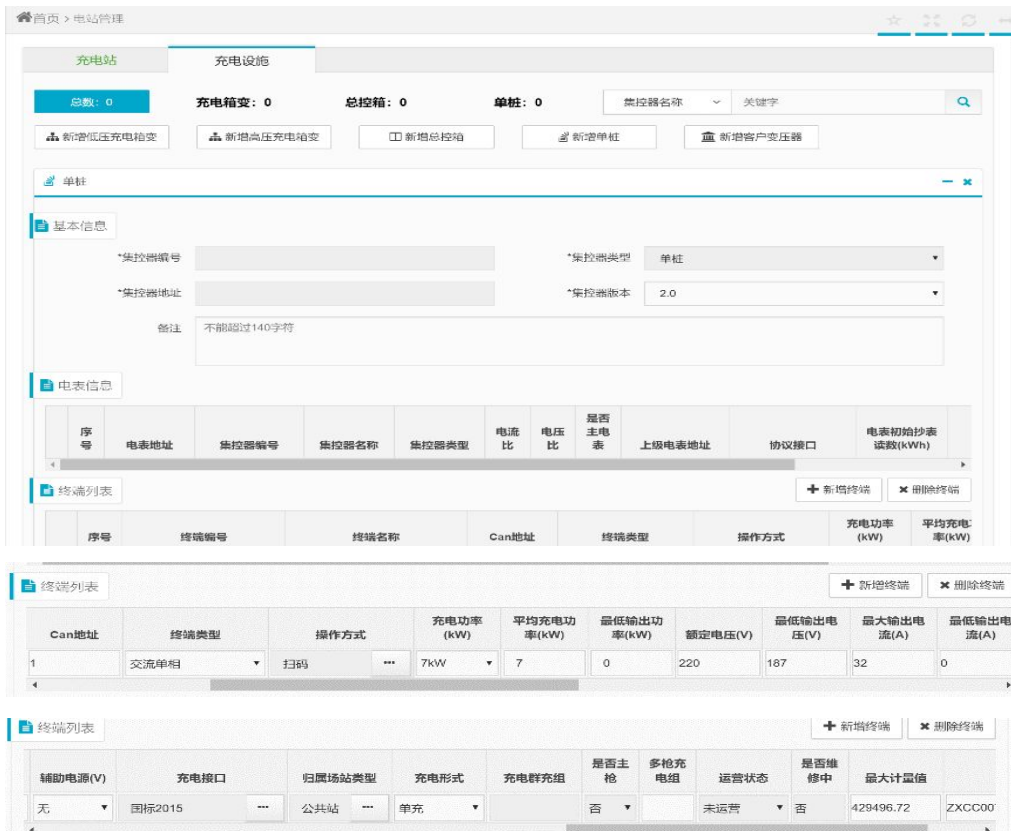 首页 > 电站管理
充电站 充电设施
总数: 0 充电箱变: 0 总控箱: 0 单桩: 0 集控器名称 关键字
新增低压充电箱变 新增高压充电箱变 新增总控箱 新增单桩 新增客户变压器
单桩
基本信息
*集控器编号 *集控器类型 单桩
*集控器地址 *集控器版本 2.0
备注 不能超过140字符
电表信息
序号 电表地址 集控器编号 集控器名称 集控器类型 电流比 电压比 是否主电表 上级电表地址 协议接口 电表初始抄表读数(kWh)
终端列表 新增终端 删除终端
序号 终端编号 终端名称 Can地址 终端类型 操作方式 充电功率(kW) 平均充电功率(kW)
终端列表 新增终端 删除终端
Can地址 终端类型 操作方式 充电功率(kW) 平均充电功率(kW) 最低输出功率(kW) 额定电压(V) 最低输出电压(V) 最大输出电流(A) 最低输出电流(A)
1 交流单相 扫码 ••• 7kW 7 0 220 187 32 0
终端列表 新增终端 删除终端
辅助电源(V) 充电接口 归属场站类型 充电形式 充电群充组 是否主枪 多枪充电组 运营状态 是否维修中 最大计量值
无 国标2015 ••• 公共站 ••• 单充 否 未运营 否 429496.72 ZXCC00